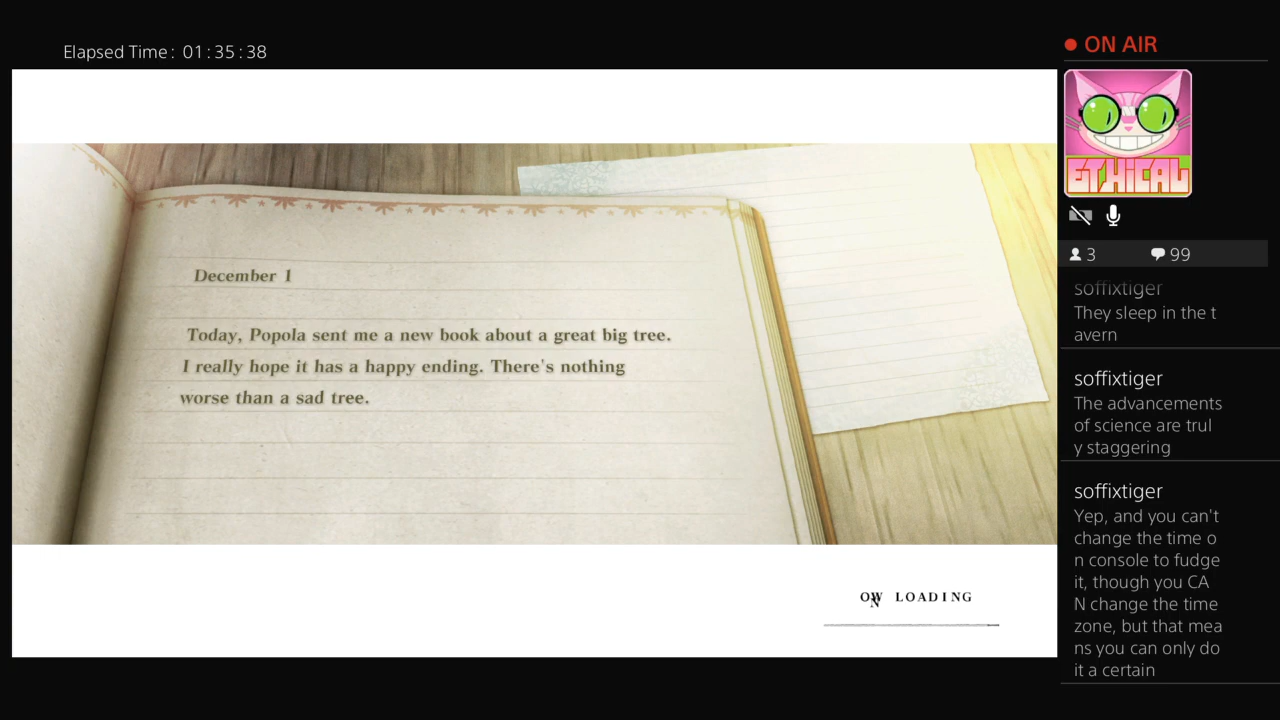 Elapsed Time: 01:35:38
ON AIR
ETHICAL
3
99
December 1
Today, Popola sent me a new book about a great big tree.
I really hope it has a happy ending. There's nothing
worse than a sad tree.
LOADING
soffixtiger
They sleep in the t
avern
soffixtiger
The advancements
of science are trul
y staggering
soffixtiger
Yep, and you can't
change the time o
n console to fudge
it, though you CA
N change the time
zone, but that mea
ns you can only do
it a certain